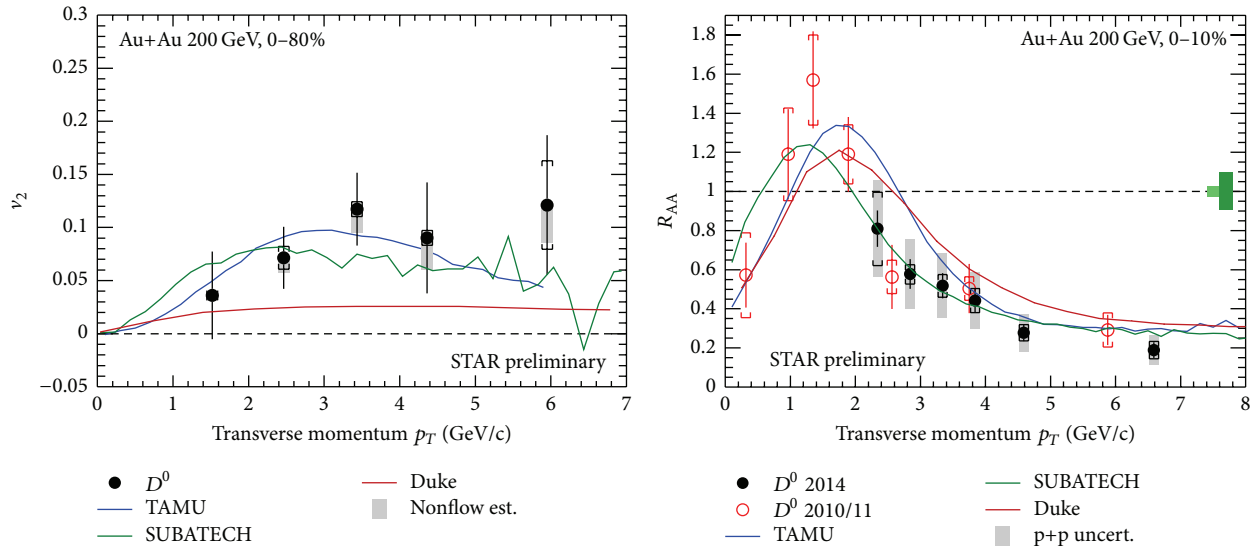 Au+Au 200 GeV, 0–80%
STAR preliminary
0.3
0.25
0.2
0.15
0.1
0.05
0
−0.05
v2
0 1 2 3 4 5 6 7
Transverse momentum pT (GeV/c)
D0
TAMU
SUBATECH
Duke
Nonflow est.
Au+Au 200 GeV, 0–10%
STAR preliminary
1.8
1.6
1.4
1.2
1
0.8
0.6
0.4
0.2
0
RAA
0 1 2 3 4 5 6 7 8
Transverse momentum pT (GeV/c)
D0 2014
D0 2010/11
TAMU
SUBATECH
Duke
p+p uncert.